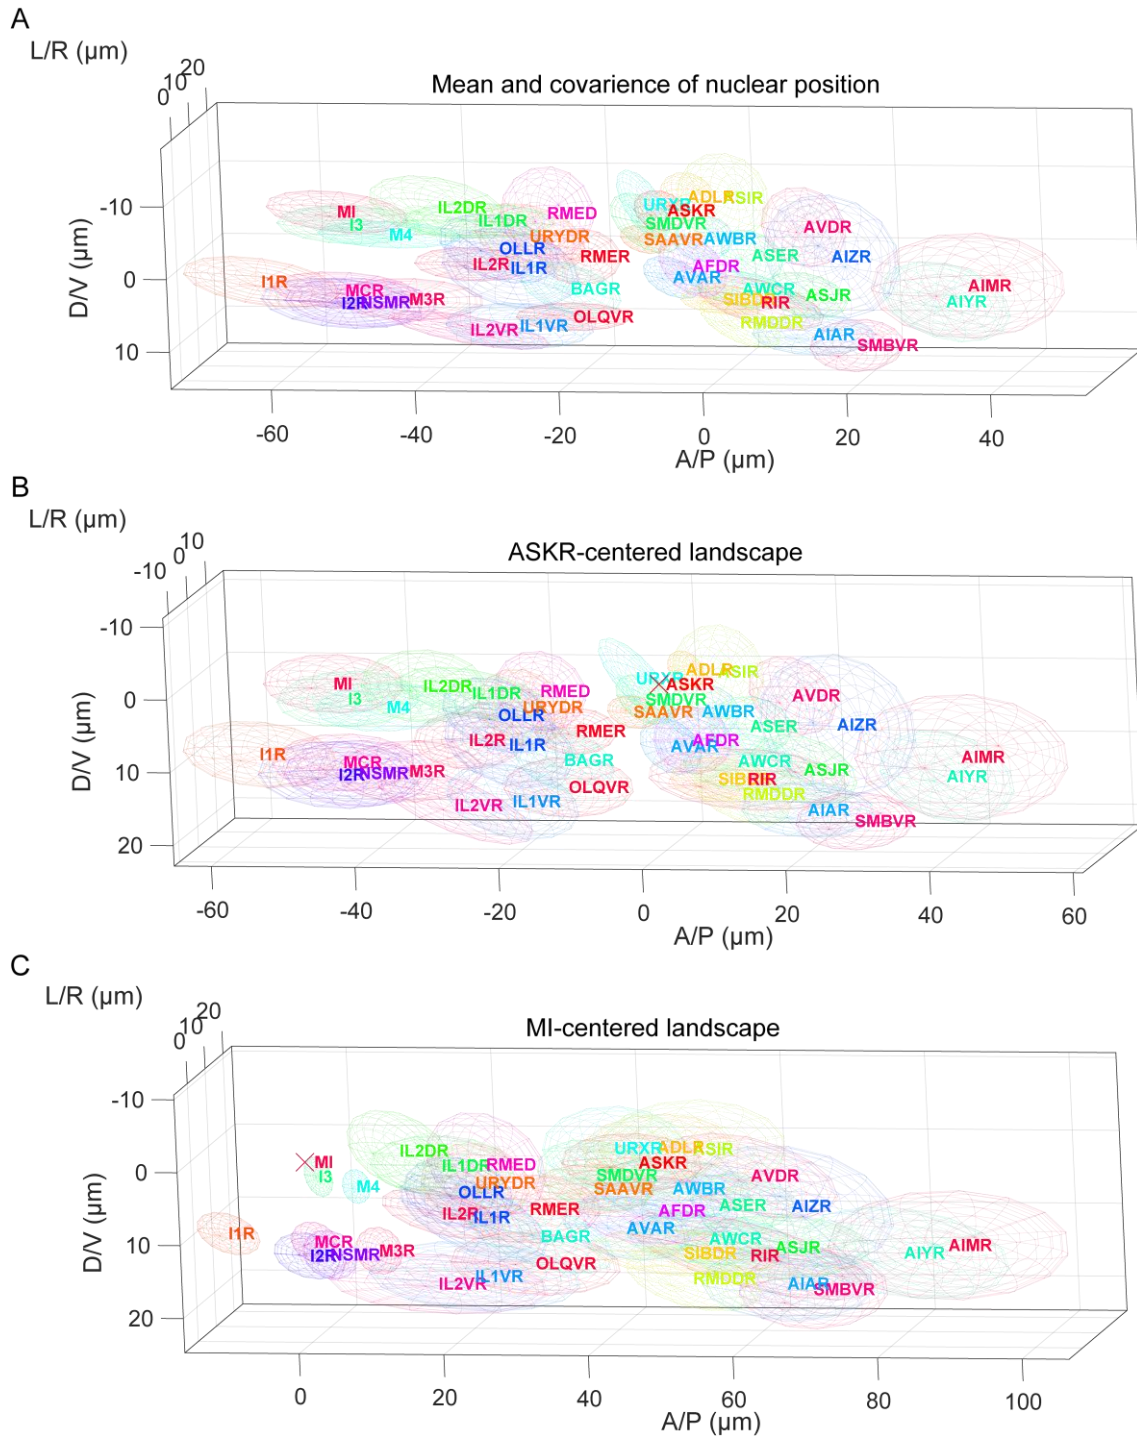 A
L/R (µm)
0 10 20
Mean and covarience of nuclear position
D/V (µm)
-10
0
10
MI
I3
M4
IL2DR
IL1DR
RMED
URYDR
OLLR
IL2R
IL1R
RMER
BAGR
I1R
MCR
I2R
NSMR
M3R
IL2VR
IL1VR
OLQVR
URXR
ADLR
ASIR
ASKR
SMDVR
SAAVR
AWBR
AVDR
ASER
AIZR
AFDR
AVAR
AWCR
SIBDR
RIR
ASJR
RMDDR
AIAR
SMBVR
AIMR
AIYR
-60 -40 -20 0 20 40
A/P (µm)
B
L/R (µm)
-10 0 10
ASKR-centered landscape
D/V (µm)
-10
0
10
20
MI
I3
M4
IL2DR
IL1DR
RMED
URYDR
OLLR
IL2R
IL1R
RMER
BAGR
I1R
MCR
I2R
NSMR
M3R
IL2VR
IL1VR
OLQVR
URXR
ADLR
ASIR
ASKR
SMDVR
SAAVR
AWBR
AVDR
ASER
AIZR
AFDR
AVAR
AWCR
SIB
RIR
ASJR
RMDDR
AIAR
SMBVR
AIMR
AIYR
-60 -40 -20 0 20 40 60
A/P (µm)
C
L/R (µm)
0 10 20
MI-centered landscape
D/V (µm)
-10
0
10
20
MI
I3
M4
IL2DR
IL1DR
RMED
URYDR
OLLR
IL2R
IL1R
RMER
BAGR
I1R
MCR
I2R
NSMR
M3R
IL2VR
IL1VR
OLQVR
URXR
ADLR
ASIR
ASKR
SMDVR
SAAVR
AWBR
AVDR
ASER
AIZR
AFDR
AVAR
AWCR
SIBDR
RIR
ASJR
RMDDR
AIAR
SMBVR
AIYR
AIMR
0 20 40 60 80 100
A/P (µm)